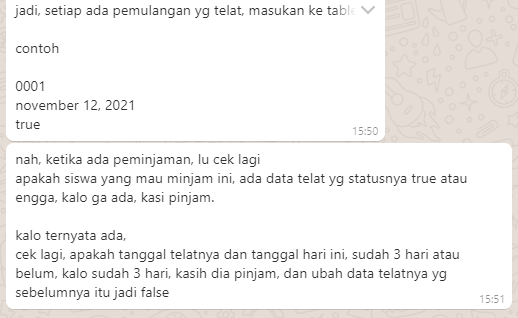 jadi, setiap ada pemulangan yg telat, masukan ke table
contoh
0001
november 12, 2021
true
15:50
nah, ketika ada peminjaman, lu cek lagi
apakah siswa yang mau minjam ini, ada data telat yg statusnya true atau
engga, kalo ga ada, kasi pinjam.
kalo ternyata ada,
cek lagi, apakah tanggal telatnya dan tanggal hari ini, sudah 3 hari atau
belum, kalo sudah 3 hari, kasih dia pinjam, dan ubah data telatnya yg
sebelumnya itu jadi false
15:51